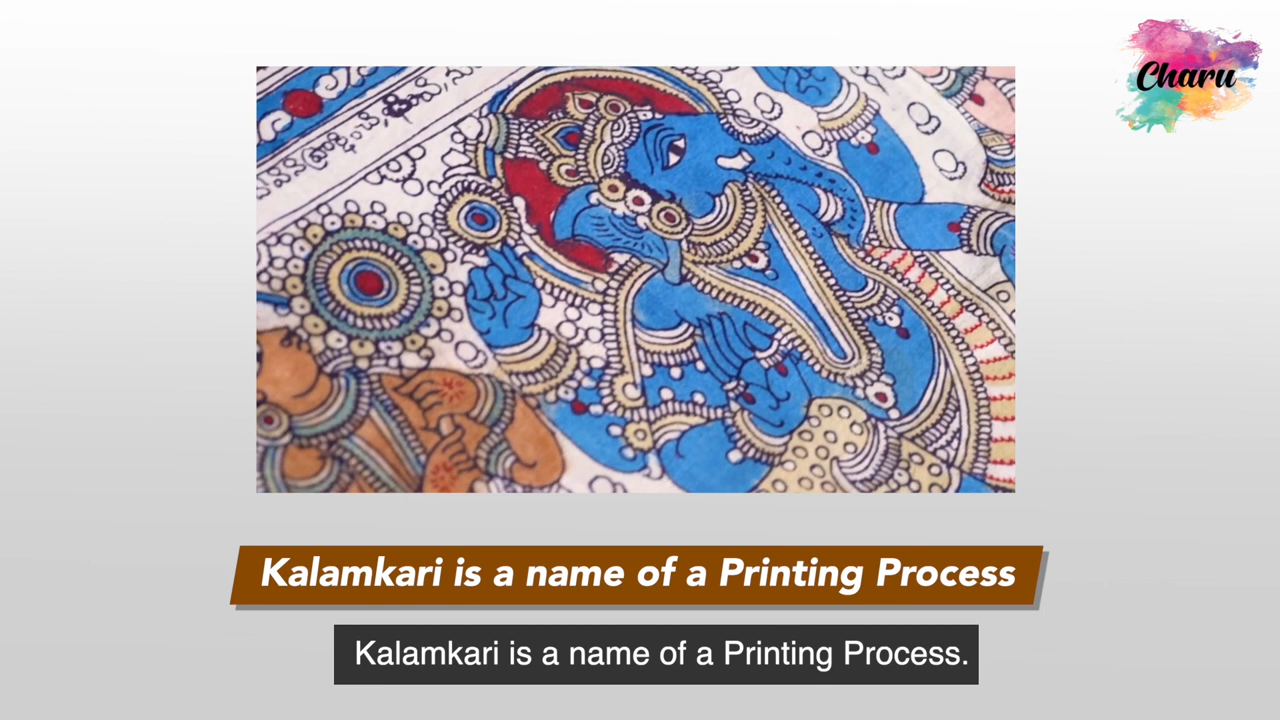 Charu
Kalamkari is a name of a Printing Process
Kalamkari is a name of a Printing Process.